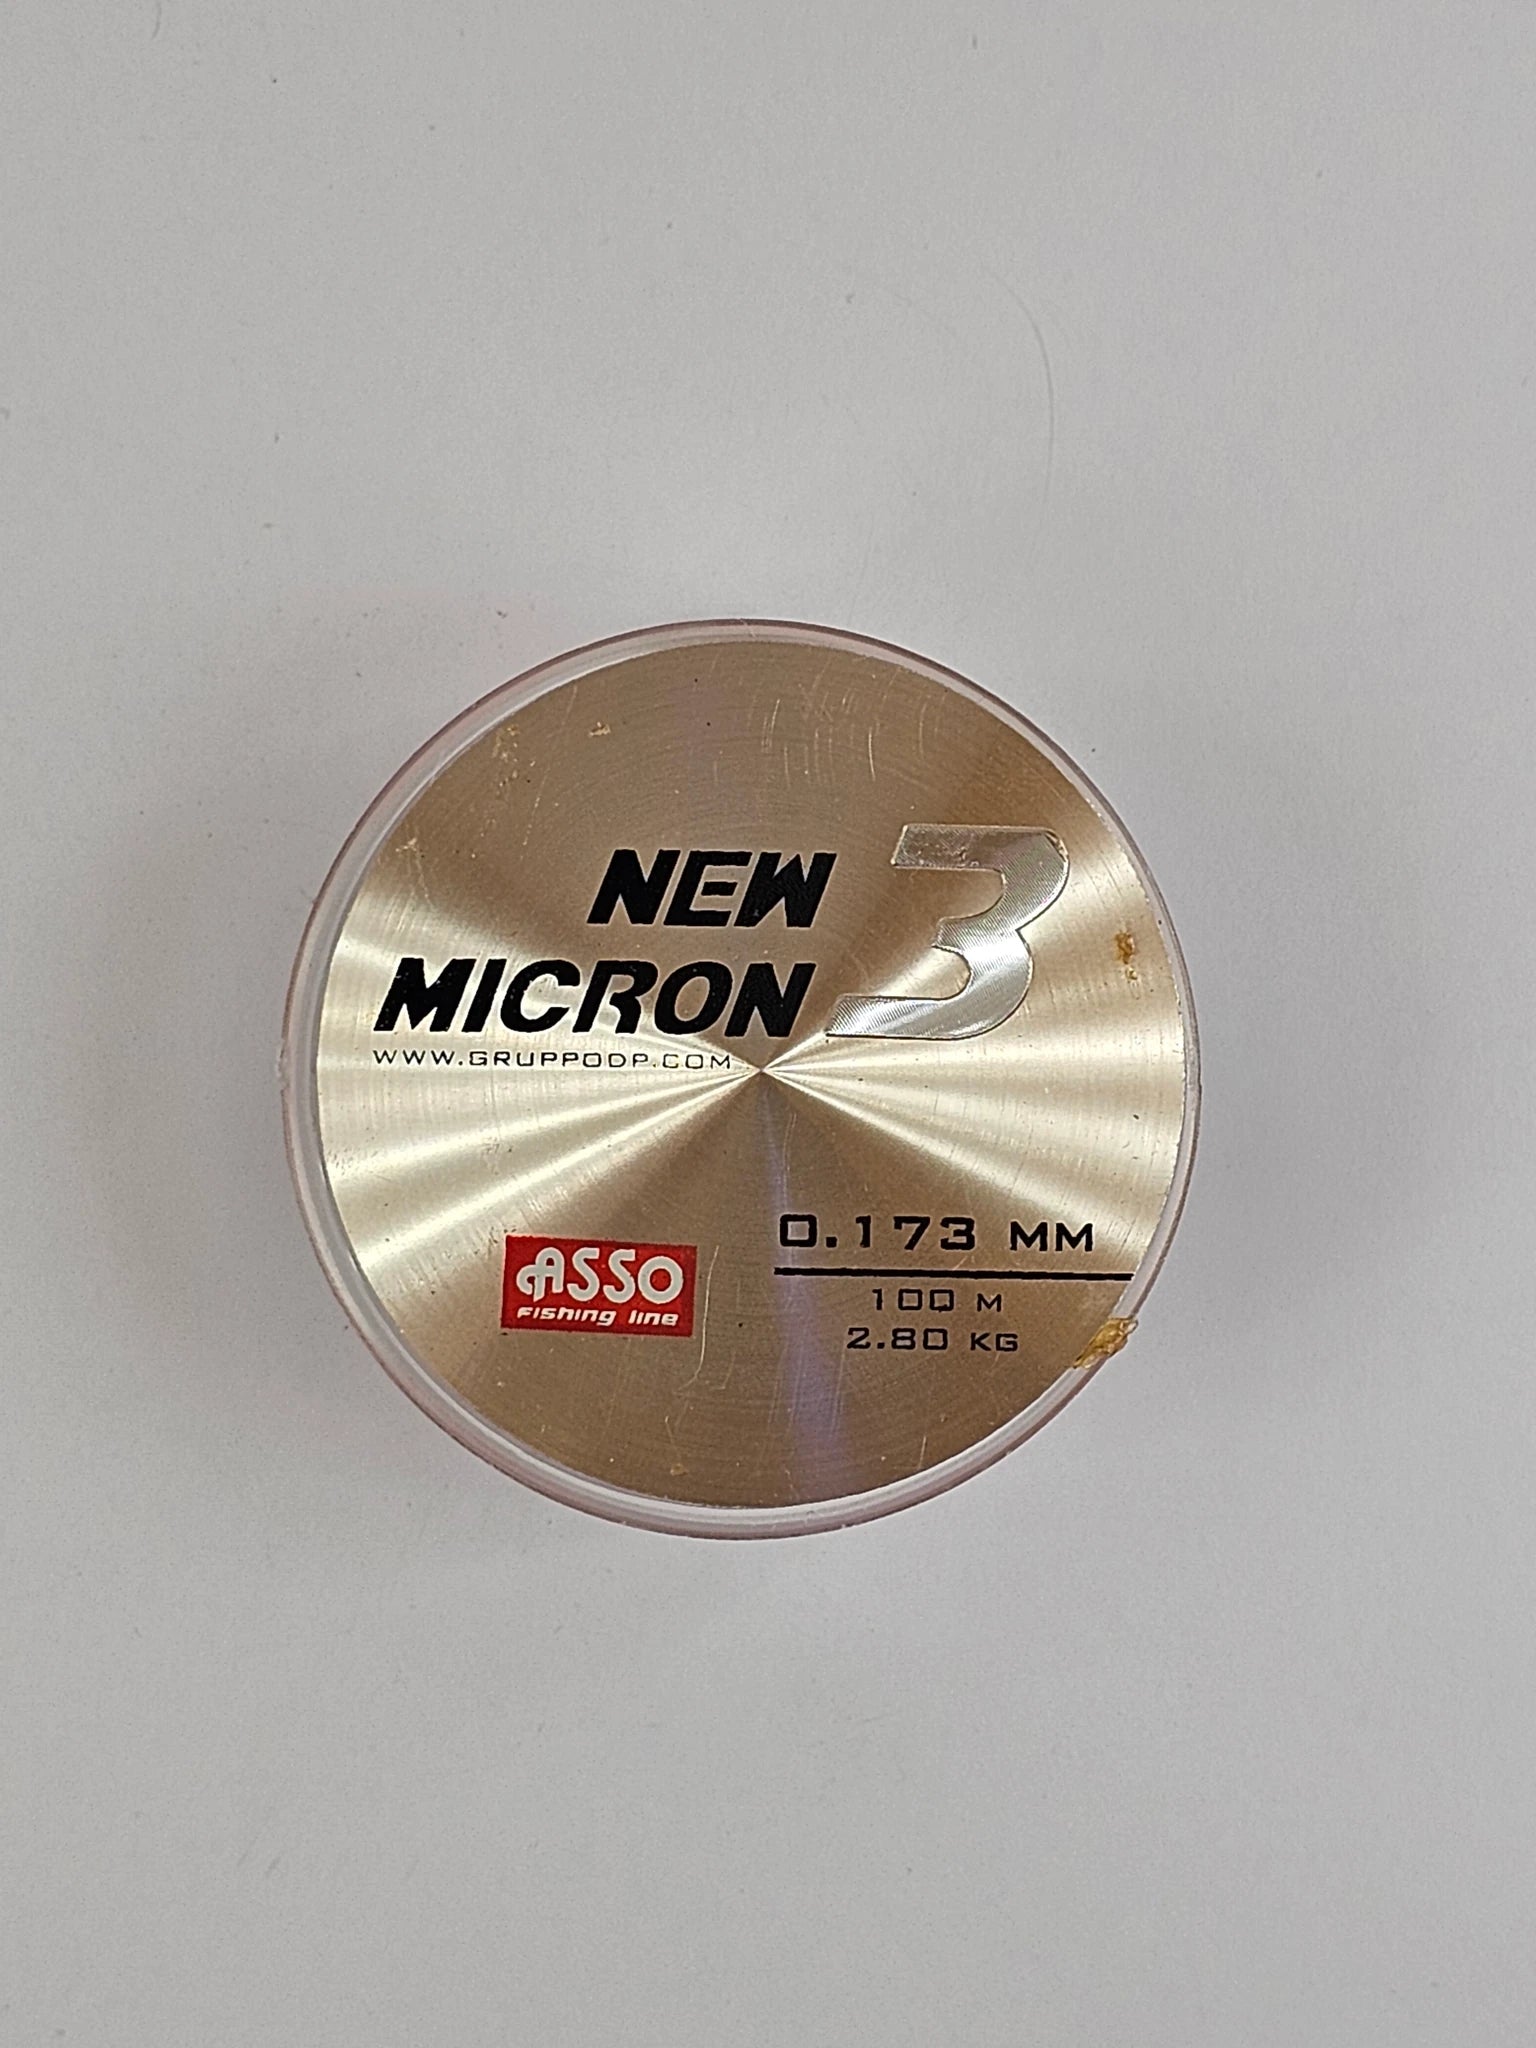 NEW
MICRON 3
WWW.GRUPPODP.COM
0.173 MM
ASSO
fishing line
100 M
2.80 KG